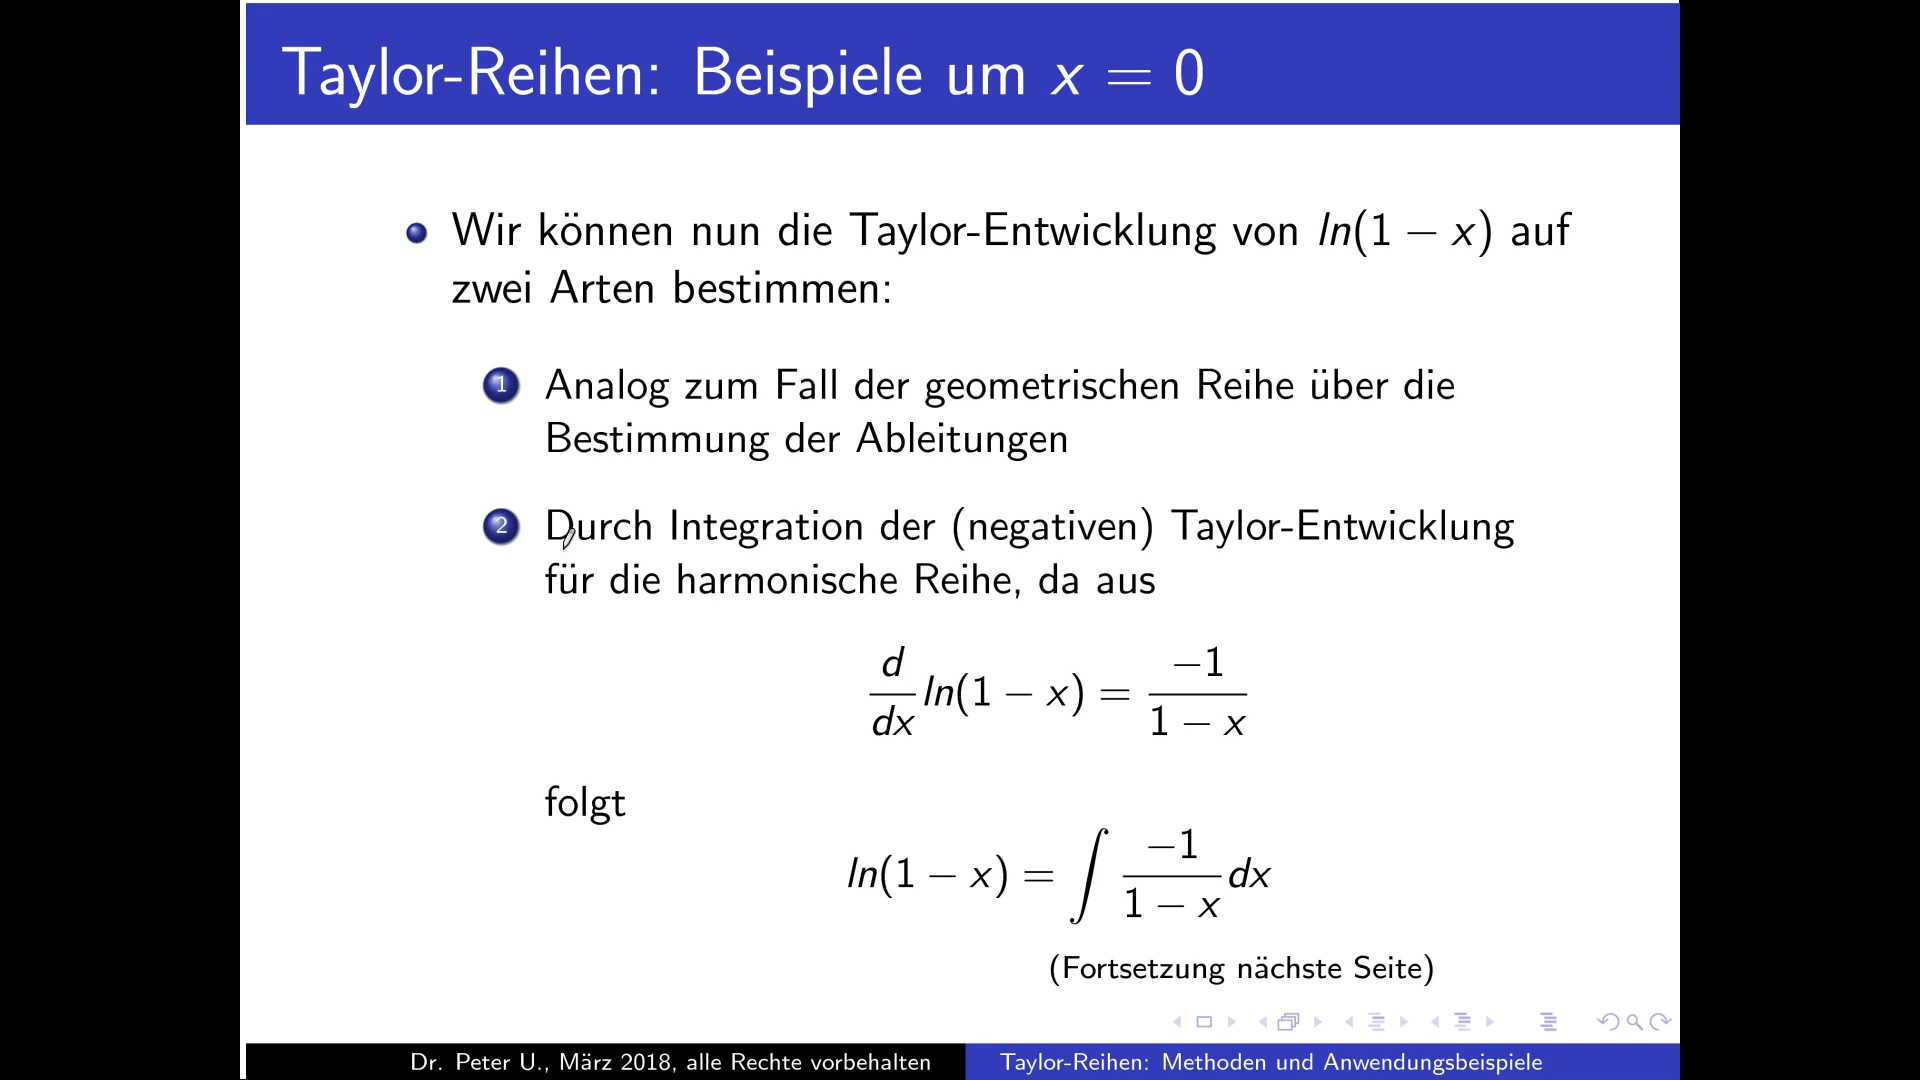 Taylor-Reihen: Beispiele um x = 0
Wir können nun die Taylor-Entwicklung von ln(1 − x) auf
zwei Arten bestimmen:
1 Analog zum Fall der geometrischen Reihe über die
Bestimmung der Ableitungen
2 Durch Integration der (negativen) Taylor-Entwicklung
für die harmonische Reihe, da aus
d/dx ln(1 − x) = −1/(1 − x)
folgt
ln(1 − x) = ∫ −1/(1 − x) dx
(Fortsetzung nächste Seite)
Dr. Peter U., März 2018, alle Rechte vorbehalten
Taylor-Reihen: Methoden und Anwendungsbeispiele